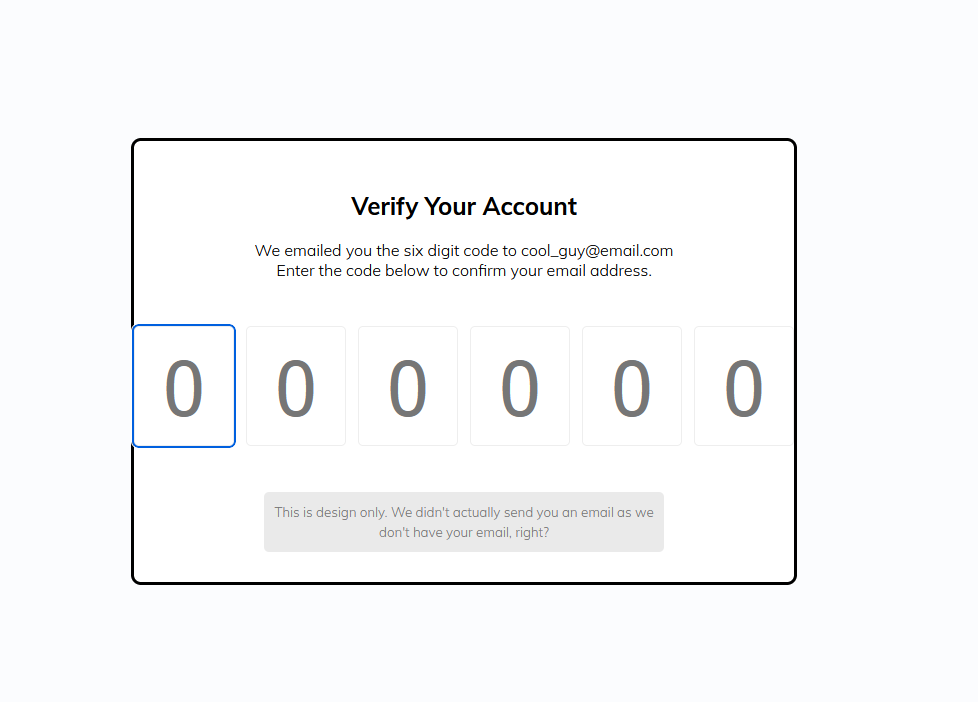 Verify Your Account
We emailed you the six digit code to cool_guy@email.com
Enter the code below to confirm your email address.
0 0 0 0 0 0
This is design only. We didn't actually send you an email as we
don't have your email, right?